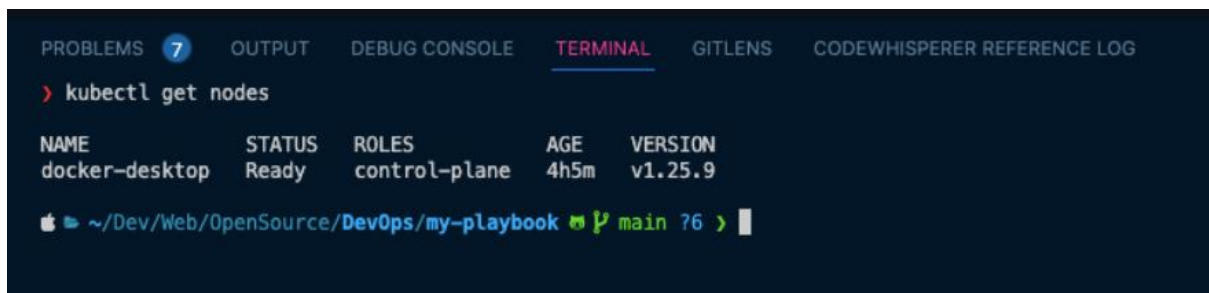 PROBLEMS 7 OUTPUT DEBUG CONSOLE TERMINAL GITLENS CODEWHISPERER REFERENCE LOG
❯ kubectl get nodes
NAME STATUS ROLES AGE VERSION
docker-desktop Ready control-plane 4h5m v1.25.9
~/Dev/Web/OpenSource/DevOps/my-playbook main ?6 ❯